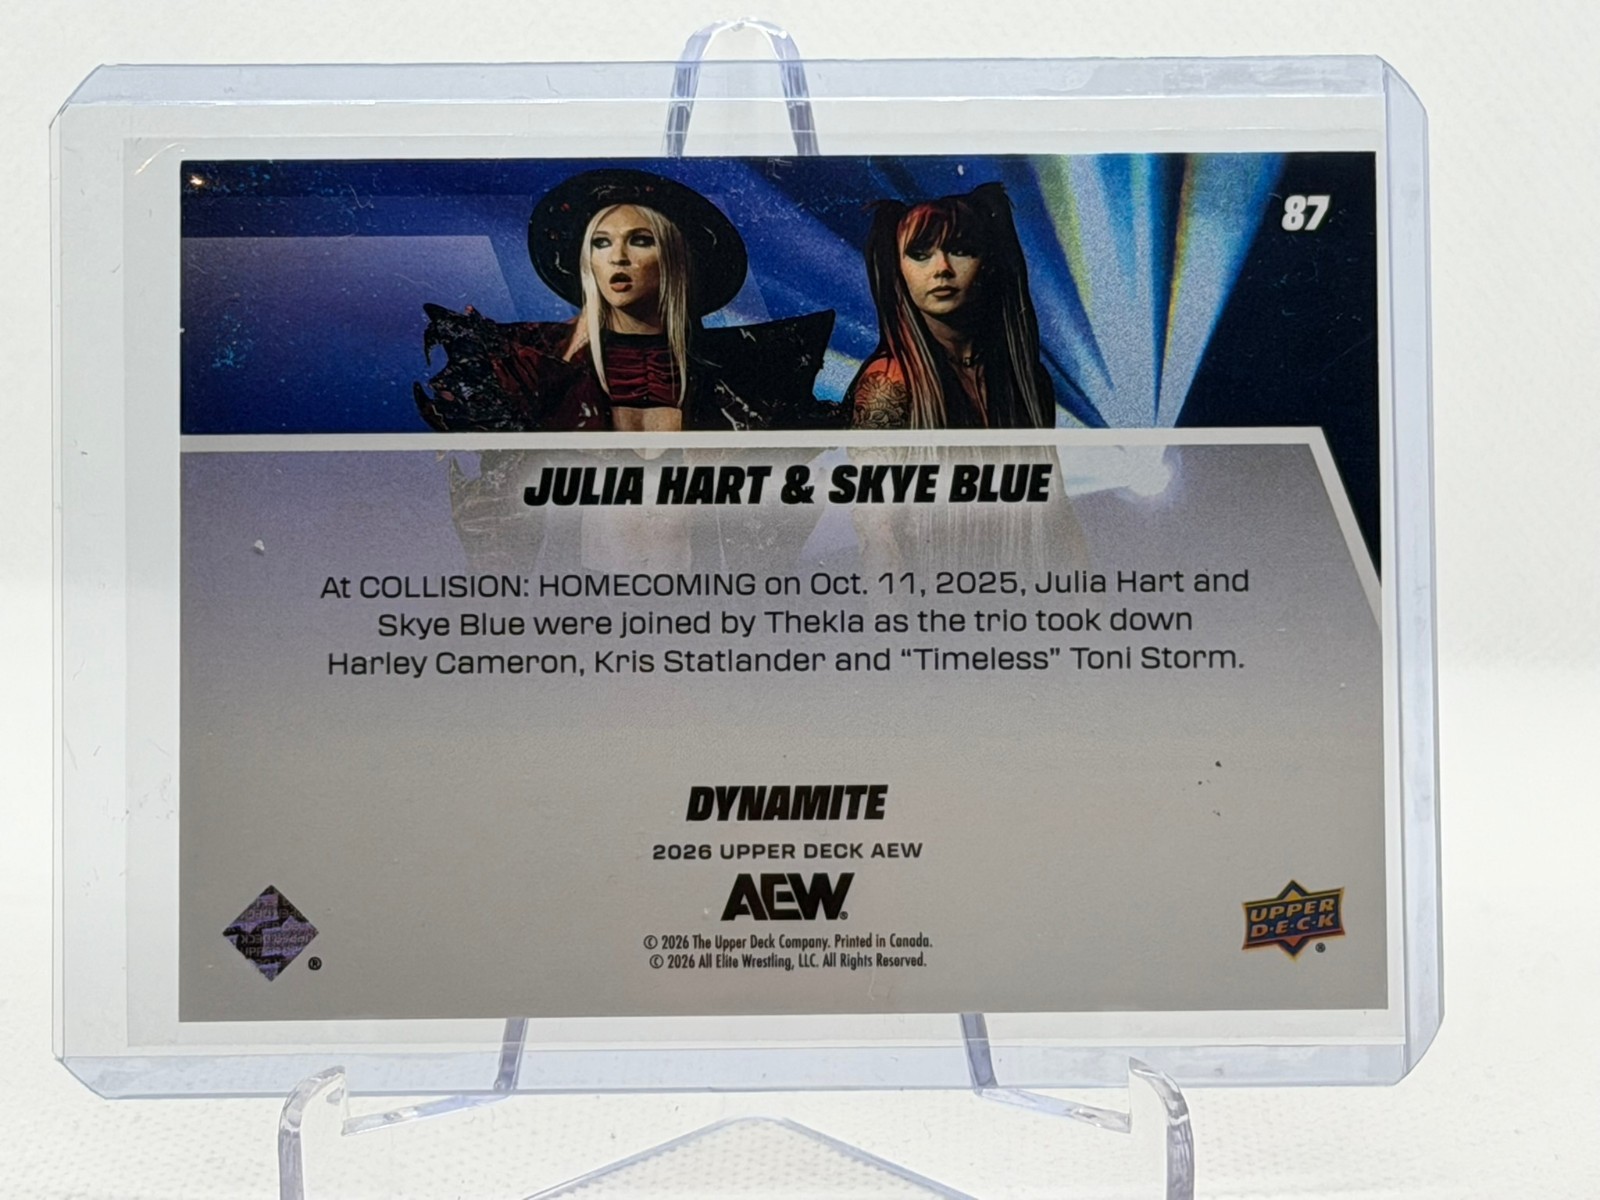 87
JULIA HART & SKYE BLUE
At COLLISION: HOMECOMING on Oct. 11, 2025, Julia Hart and
Skye Blue were joined by Thekla as the trio took down
Harley Cameron, Kris Statlander and “Timeless” Toni Storm.
DYNAMITE
2026 UPPER DECK AEW
AEW®
© 2026 The Upper Deck Company. Printed in Canada.
© 2026 All Elite Wrestling, LLC. All Rights Reserved.
®
UPPER
D·E·C·K
®